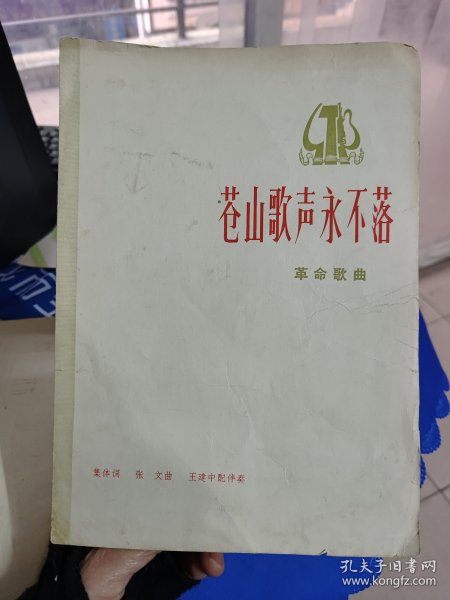 苍山歌声永不落
革命歌曲
集体词 张 文曲 王建中配伴奏
孔夫子旧书网
www.kongfz.com